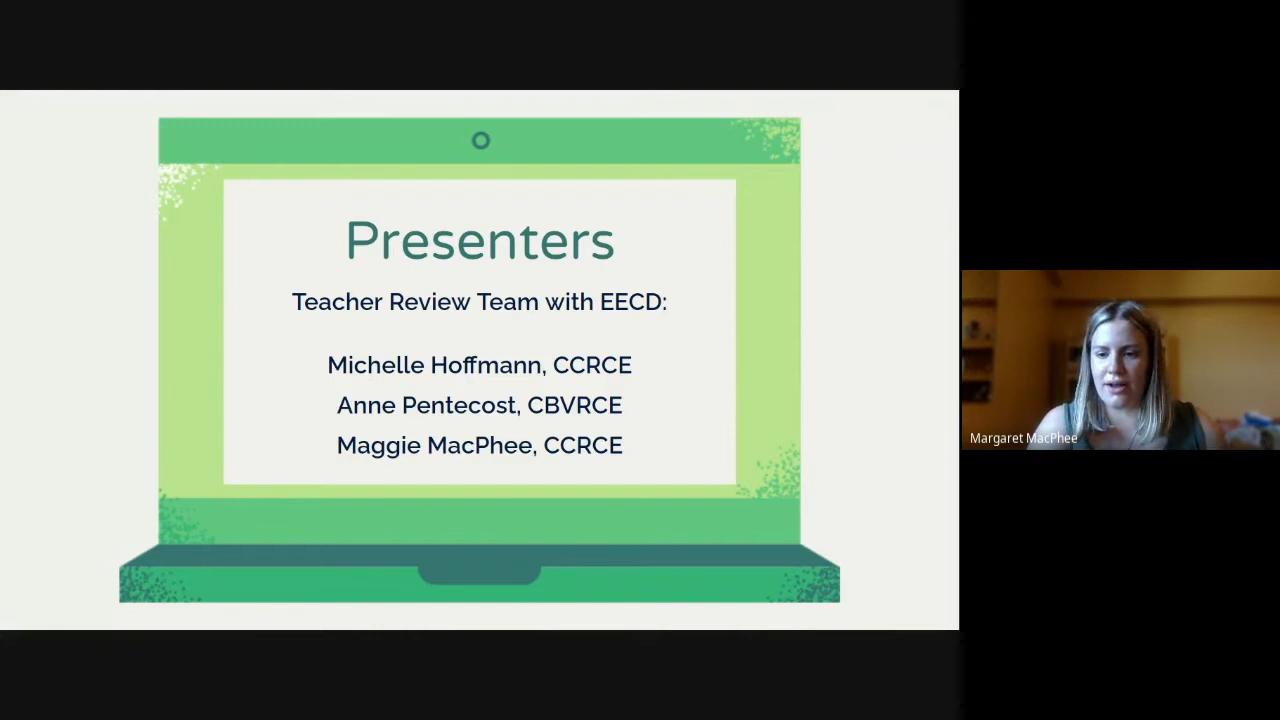 Presenters
Teacher Review Team with EECD:
Michelle Hoffmann, CCRCE
Anne Pentecost, CBVRCE
Maggie MacPhee, CCRCE
Margaret MacPhee